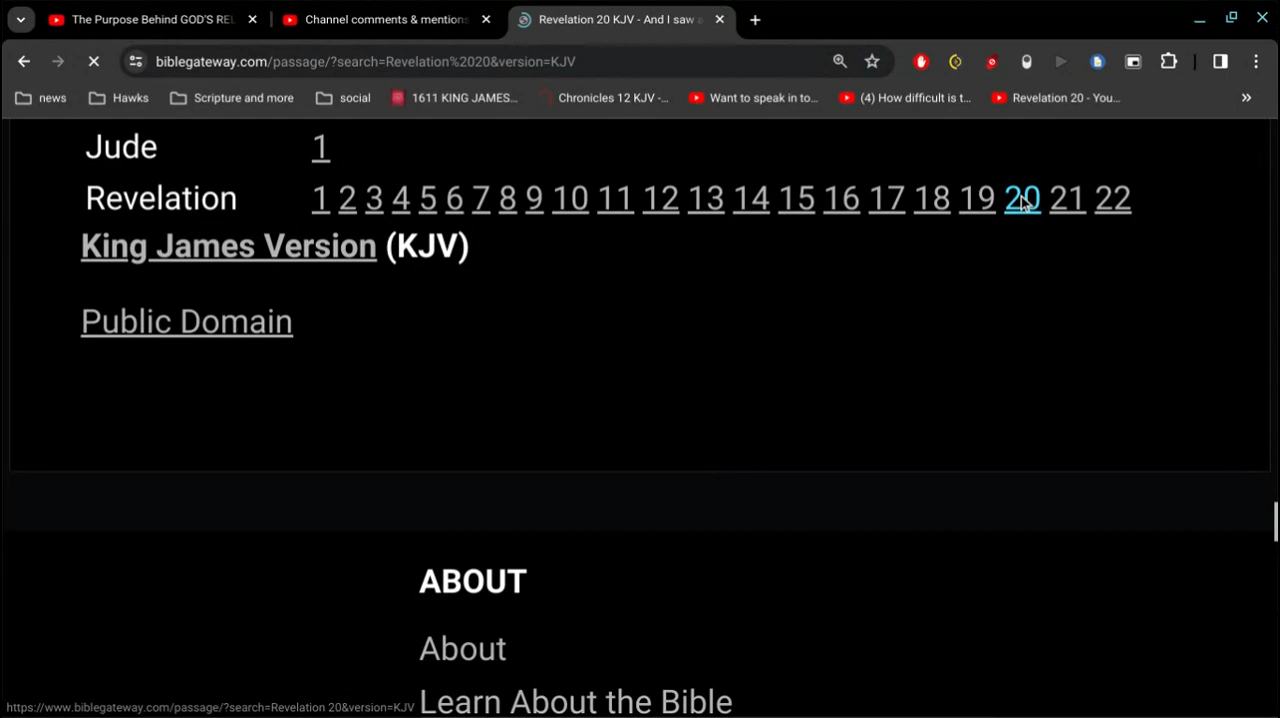 The Purpose Behind GOD'S REL
Channel comments & mentions
Revelation 20 KJV - And I saw a
biblegateway.com/passage/?search=Revelation%2020&version=KJV
news
Hawks
Scripture and more
social
1611 KING JAMES...
Chronicles 12 KJV -...
Want to speak in to...
(4) How difficult is t...
Revelation 20 - You...
»
Jude 1
Revelation 1 2 3 4 5 6 7 8 9 10 11 12 13 14 15 16 17 18 19 20 21 22
King James Version (KJV)
Public Domain
ABOUT
About
Learn About the Bible
https://www.biblegateway.com/passage/?search=Revelation 20&version=KJV